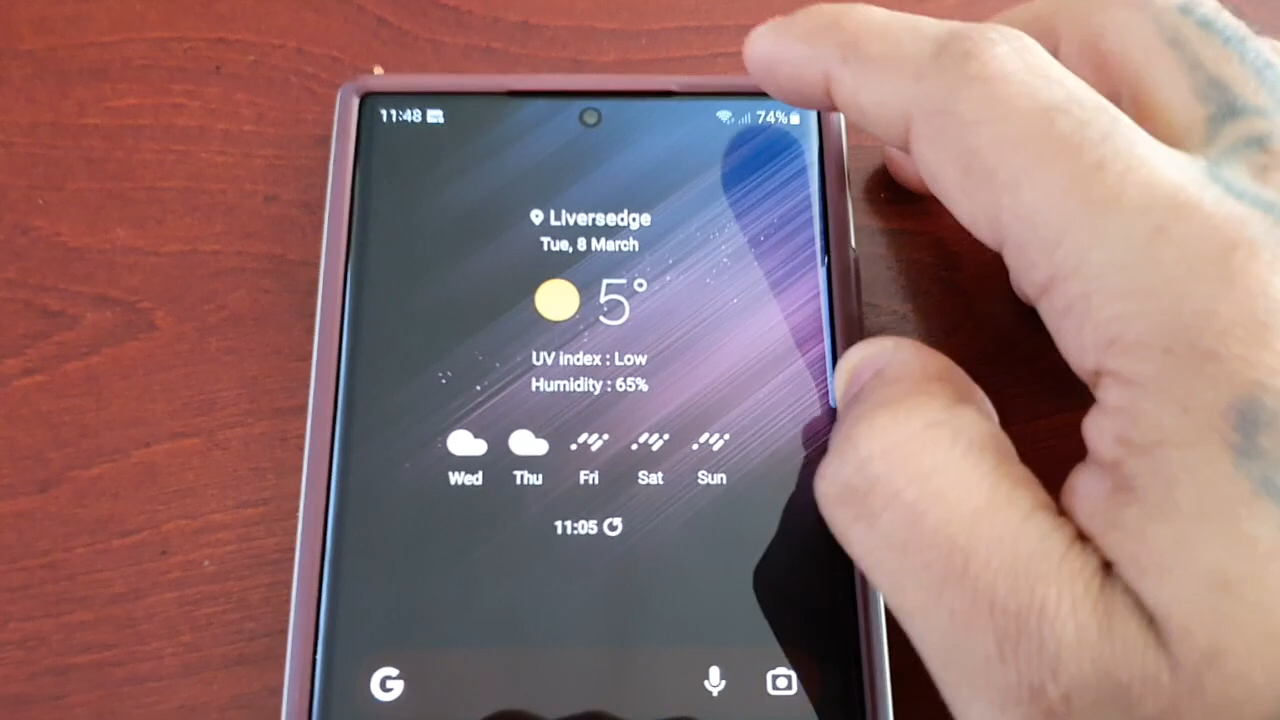 11:48
74%
Liversedge
Tue, 8 March
5°
UV index : Low
Humidity : 65%
Wed Thu Fri Sat Sun
11:05
G